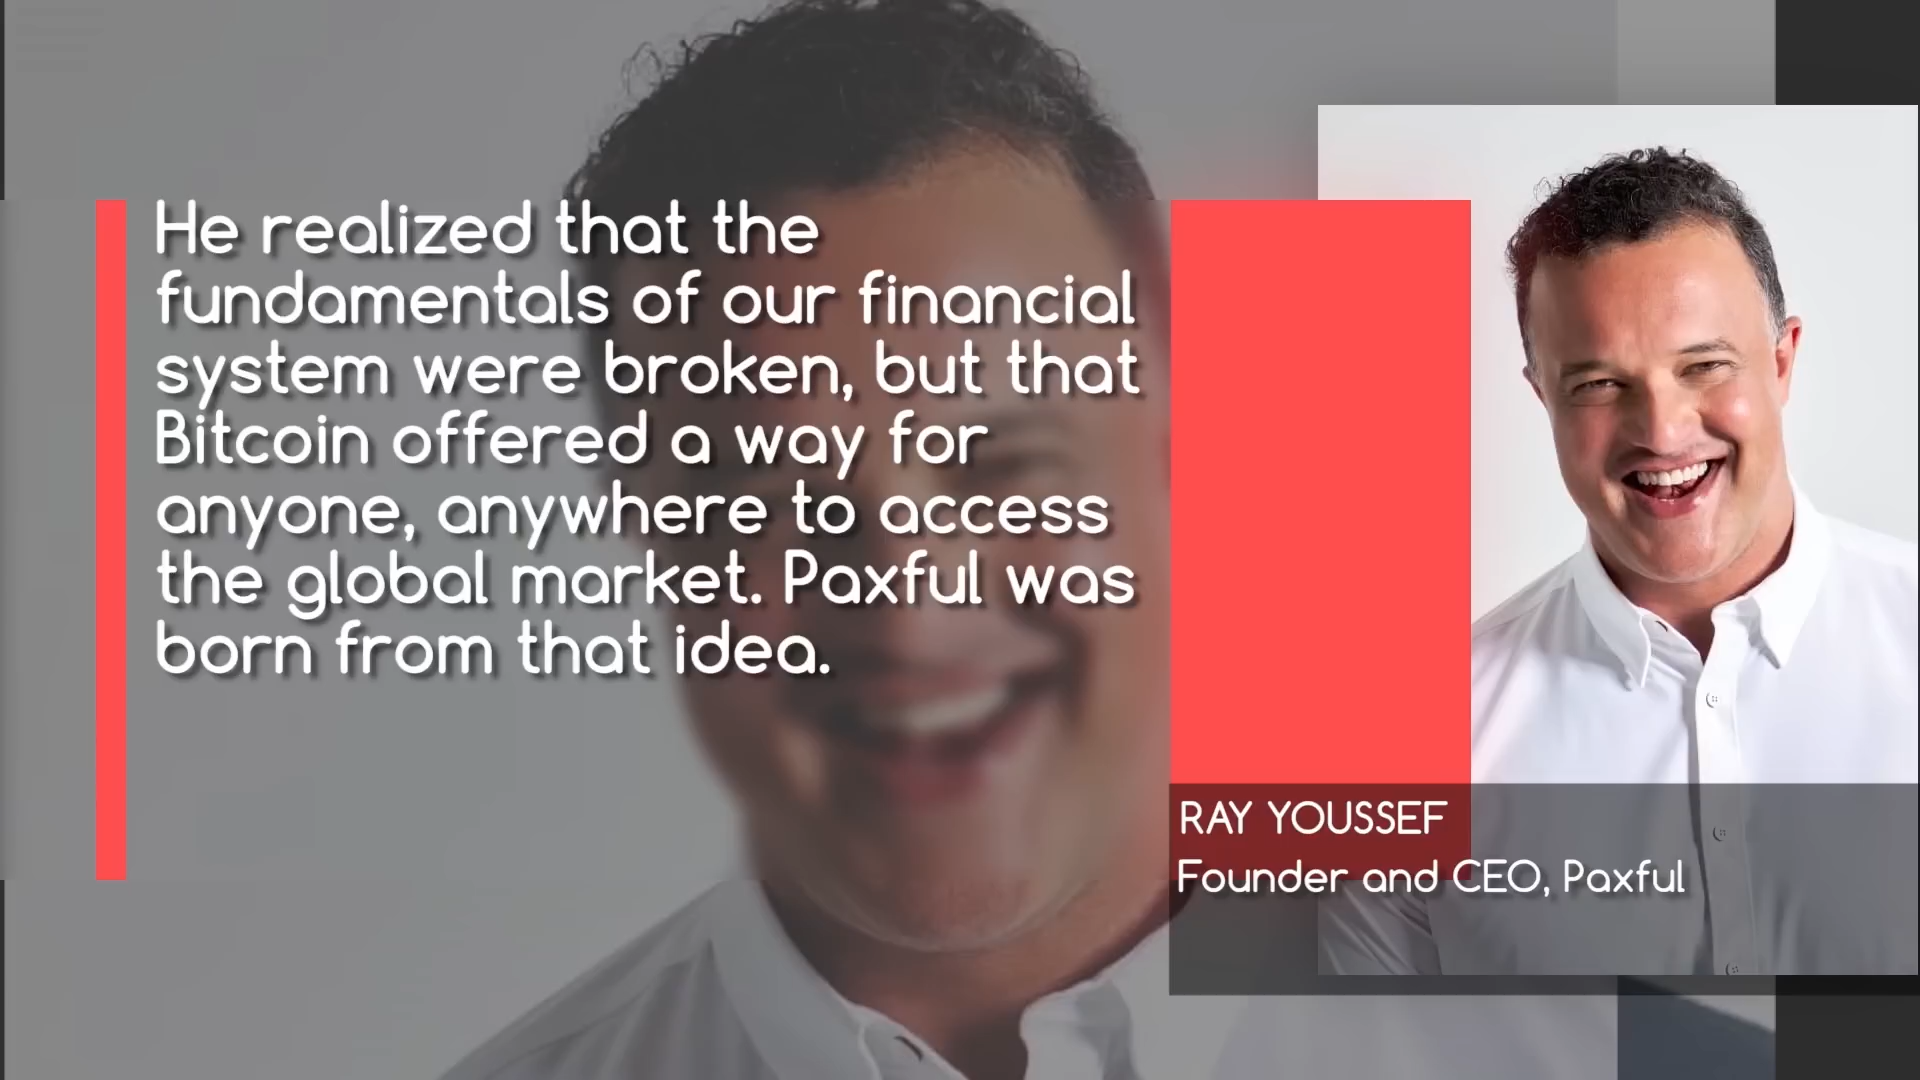 He realized that the
fundamentals of our financial
system were broken, but that
Bitcoin offered a way for
anyone, anywhere to access
the global market. Paxful was
born from that idea.
RAY YOUSSEF
Founder and CEO, Paxful